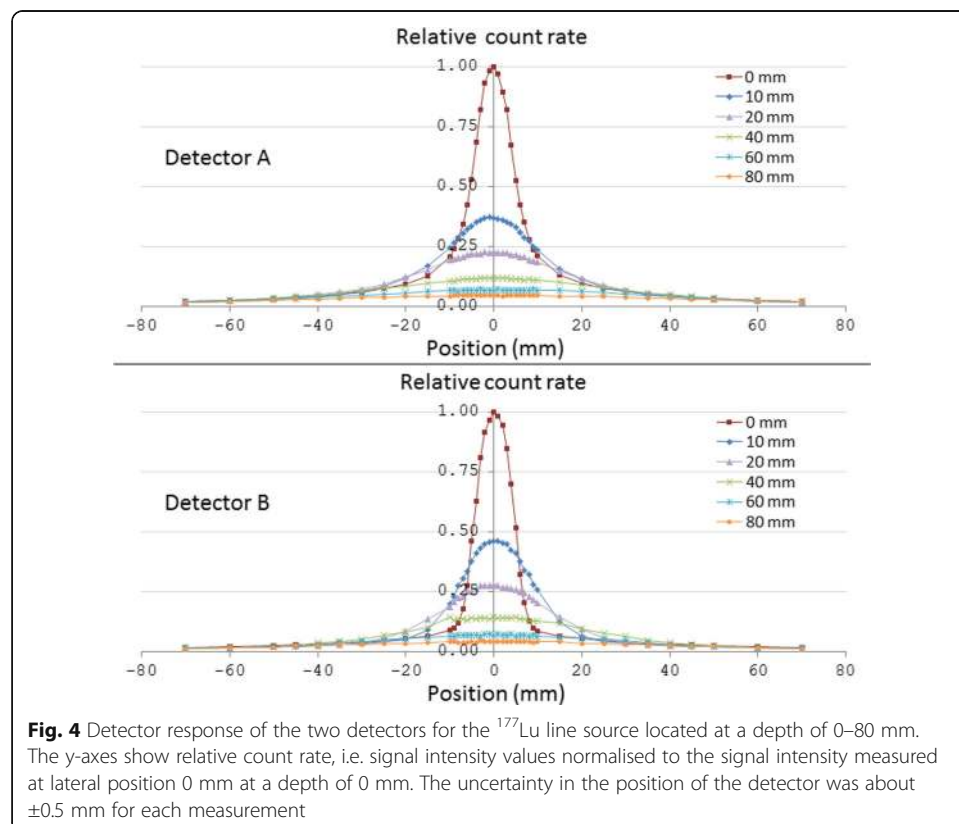 Relative count rate
1.00
0.75
0.50
0.25
0.00
Detector A
0 mm
10 mm
20 mm
40 mm
60 mm
80 mm
-80 -60 -40 -20 0 20 40 60 80
Position (mm)
Relative count rate
1.00
0.75
0.50
0.25
0.00
Detector B
0 mm
10 mm
20 mm
40 mm
60 mm
80 mm
-80 -60 -40 -20 0 20 40 60 80
Position (mm)
Fig. 4 Detector response of the two detectors for the ¹⁷⁷Lu line source located at a depth of 0–80 mm.
The y-axes show relative count rate, i.e. signal intensity values normalised to the signal intensity measured
at lateral position 0 mm at a depth of 0 mm. The uncertainty in the position of the detector was about
±0.5 mm for each measurement